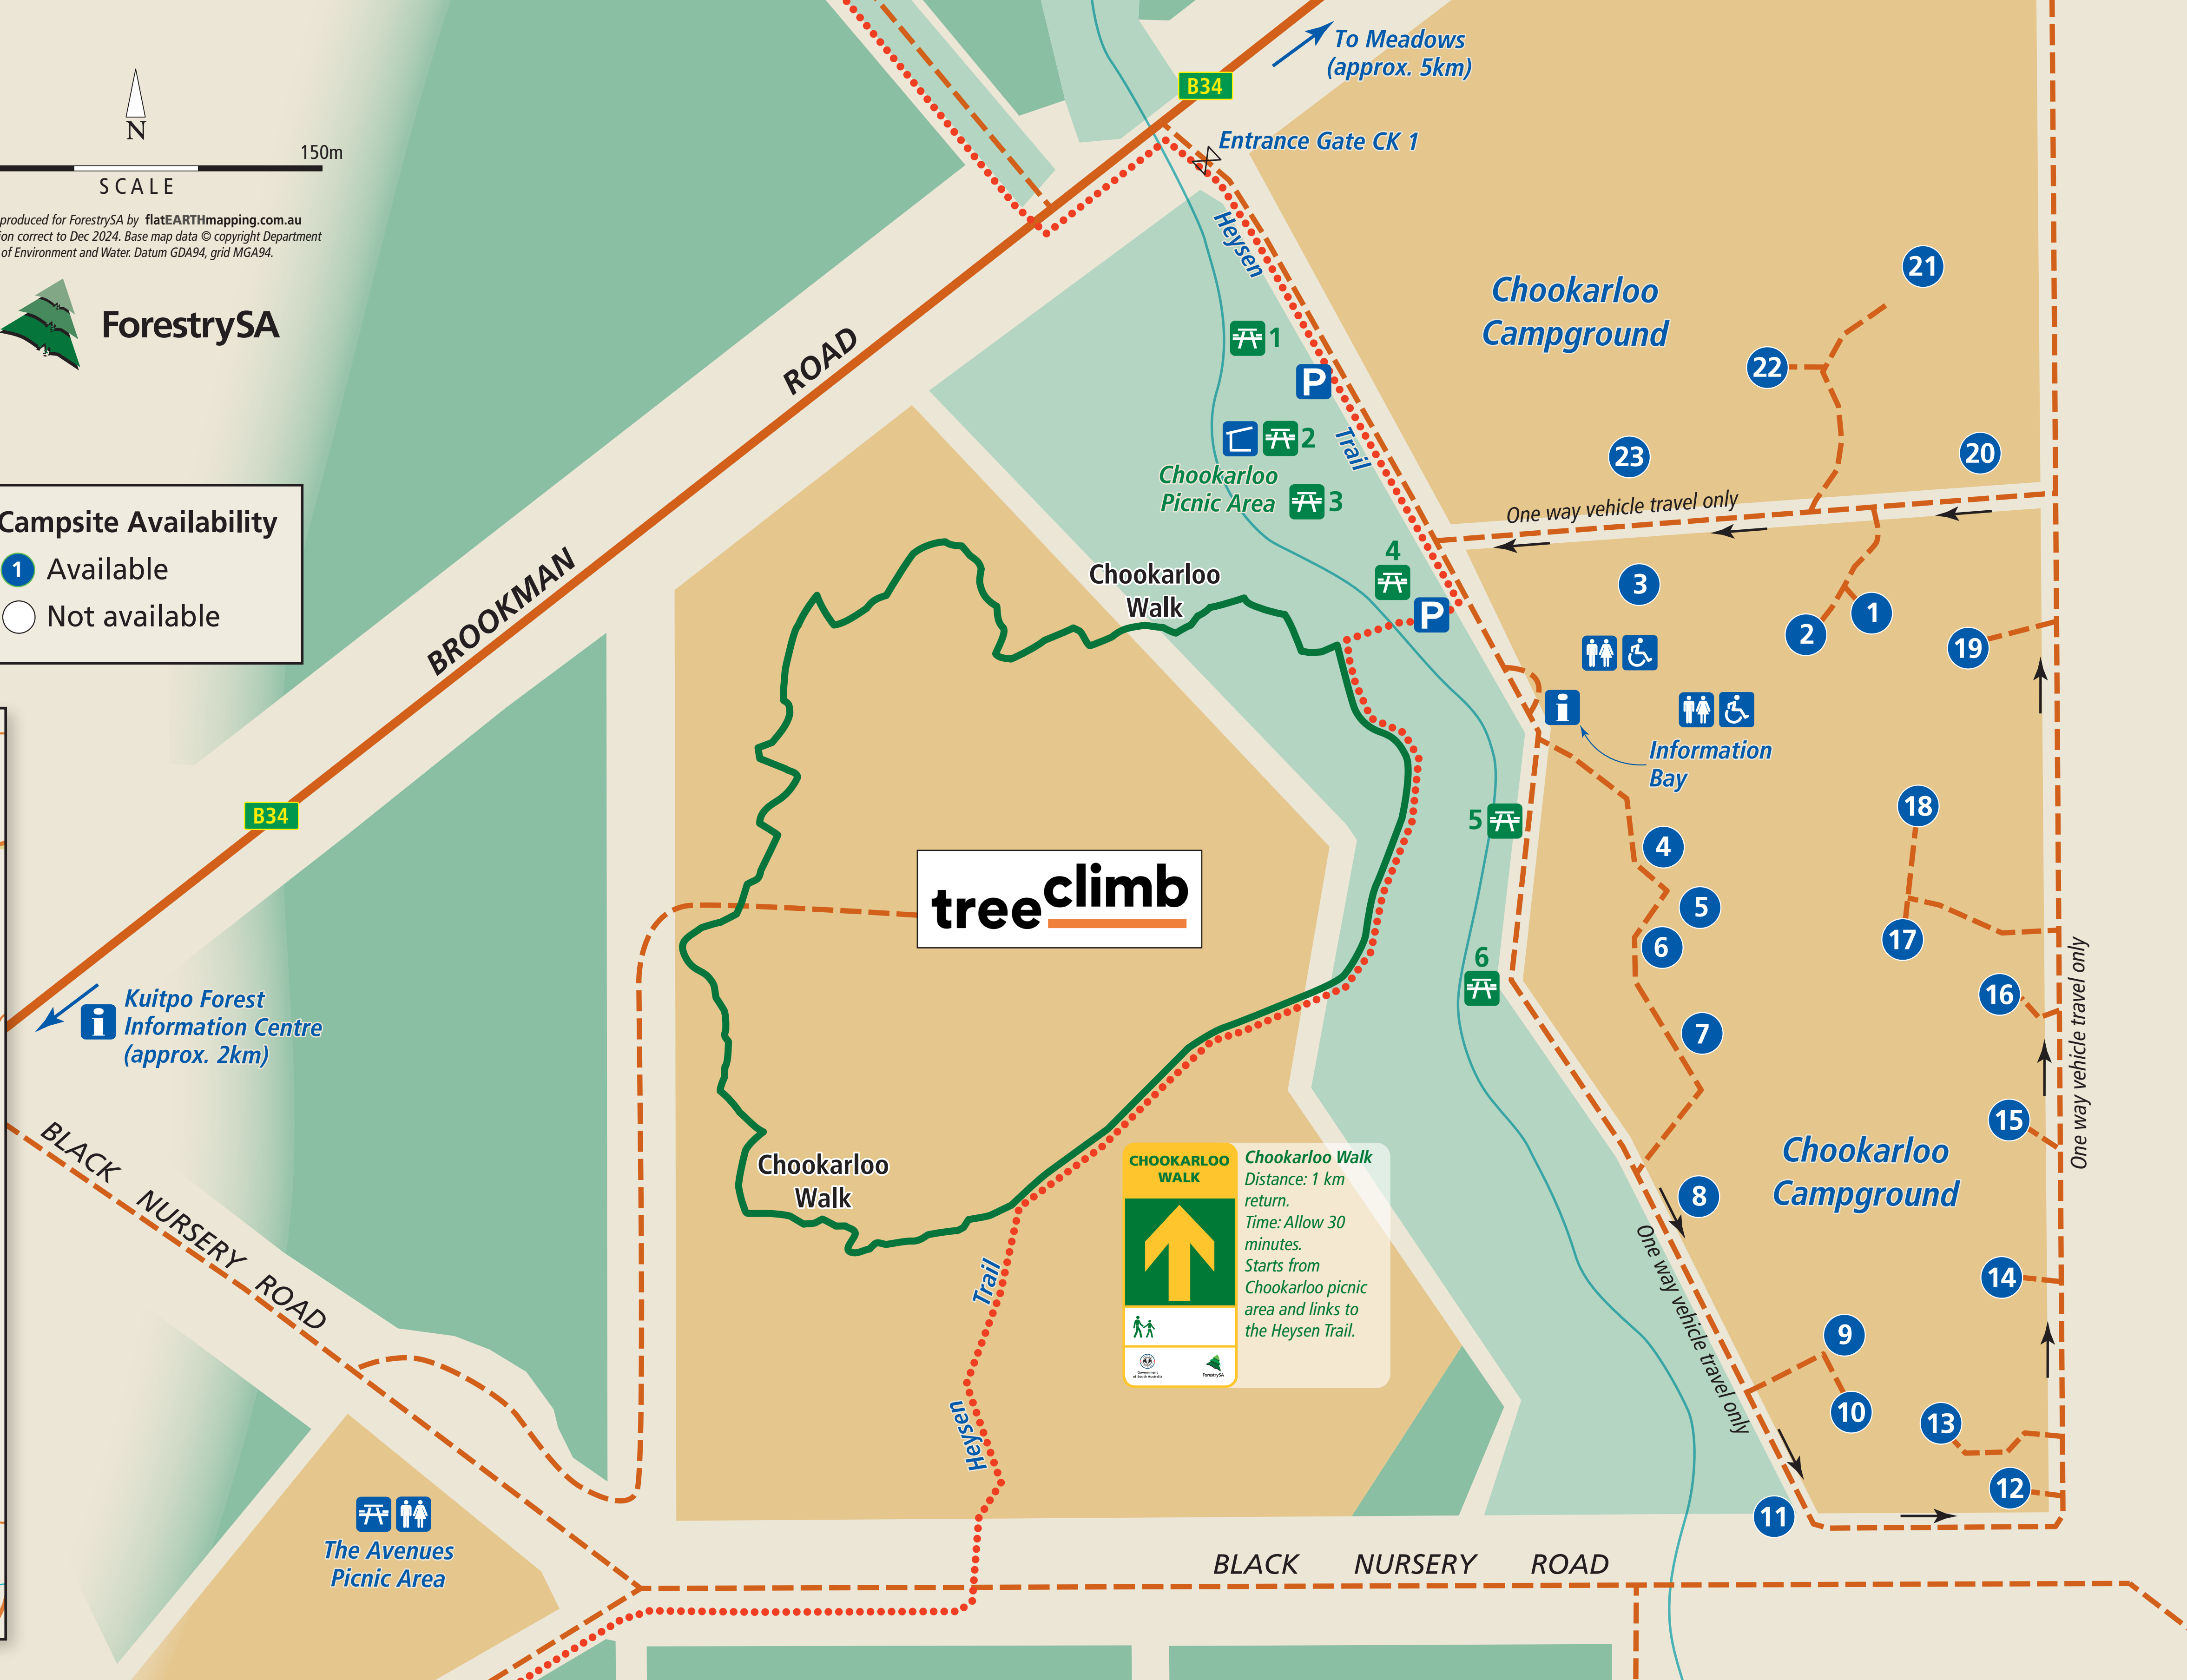 To Meadows
(approx. 5km)
B34
Entrance Gate CK 1
N
150m
SCALE
produced for ForestrySA by flatEARTHmapping.com.au
ion correct to Dec 2024. Base map data © copyright Department
of Environment and Water. Datum GDA94, grid MGA94.
ForestrySA
Campsite Availability
1 Available
Not available
BROOKMAN ROAD
B34
Heysen Trail
1
P
2
Chookarloo
Picnic Area
3
4
P
5
6
Chookarloo
Campground
21
22
23
20
One way vehicle travel only
3
1
2
19
i
Information
Bay
18
4
5
6
17
16
7
15
One way vehicle travel only
Chookarloo
Campground
8
14
One way vehicle travel only
9
10
13
12
11
Chookarloo
Walk
treeclimb
Chookarloo
Walk
CHOOKARLOO
WALK
Government
of South Australia
ForestrySA
Chookarloo Walk
Distance: 1 km
return.
Time: Allow 30
minutes.
Starts from
Chookarloo picnic
area and links to
the Heysen Trail.
Trail
Heysen
i
Kuitpo Forest
Information Centre
(approx. 2km)
BLACK NURSERY ROAD
The Avenues
Picnic Area
BLACK NURSERY ROAD